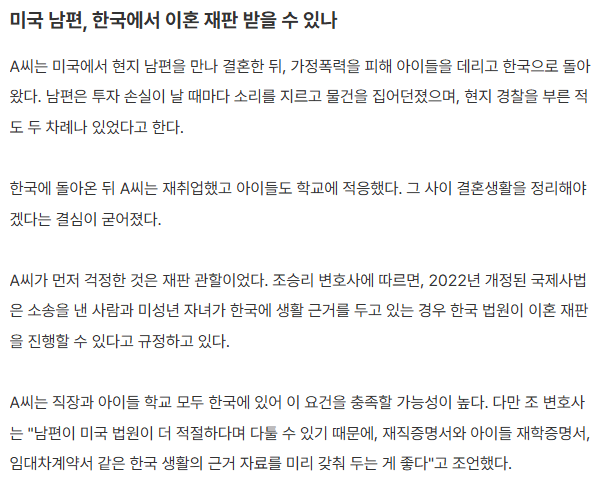 미국 남편, 한국에서 이혼 재판 받을 수 있나
A씨는 미국에서 현지 남편을 만나 결혼한 뒤, 가정폭력을 피해 아이들을 데리고 한국으로 돌아
왔다. 남편은 투자 손실이 날 때마다 소리를 지르고 물건을 집어던졌으며, 현지 경찰을 부른 적
도 두 차례나 있었다고 한다.
한국에 돌아온 뒤 A씨는 재취업했고 아이들도 학교에 적응했다. 그 사이 결혼생활을 정리해야
겠다는 결심이 굳어졌다.
A씨가 먼저 걱정한 것은 재판 관할이었다. 조승리 변호사에 따르면, 2022년 개정된 국제사법
은 소송을 낸 사람과 미성년 자녀가 한국에 생활 근거를 두고 있는 경우 한국 법원이 이혼 재판
을 진행할 수 있다고 규정하고 있다.
A씨는 직장과 아이들 학교 모두 한국에 있어 이 요건을 충족할 가능성이 높다. 다만 조 변호사
는 "남편이 미국 법원이 더 적절하다며 다툴 수 있기 때문에, 재직증명서와 아이들 재학증명서,
임대차계약서 같은 한국 생활의 근거 자료를 미리 갖춰 두는 게 좋다"고 조언했다.